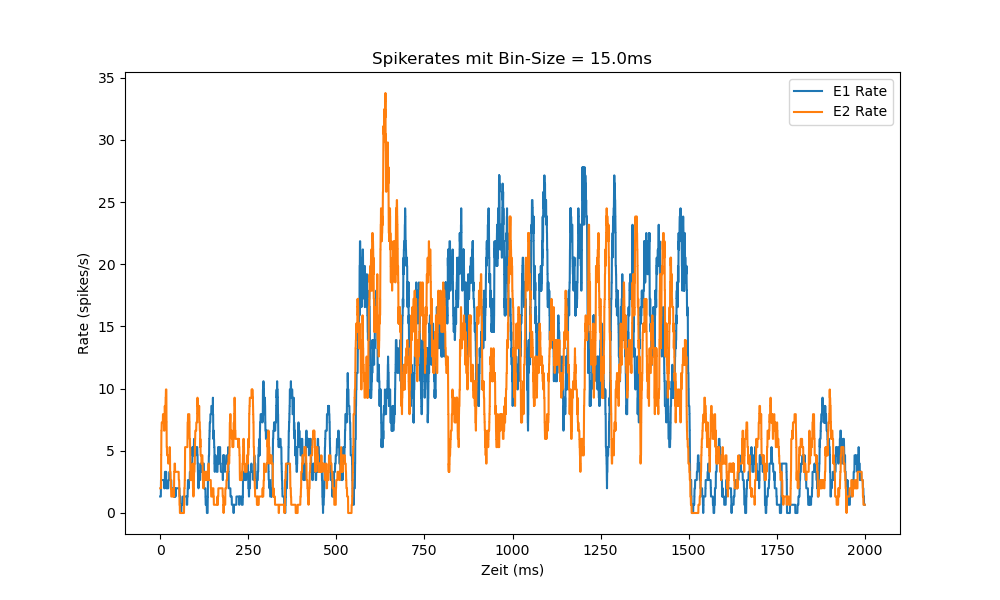 Spikerates mit Bin-Size = 15.0ms
E1 Rate
E2 Rate
35
30
25
20
15
10
5
0
Rate (spikes/s)
0 250 500 750 1000 1250 1500 1750 2000
Zeit (ms)